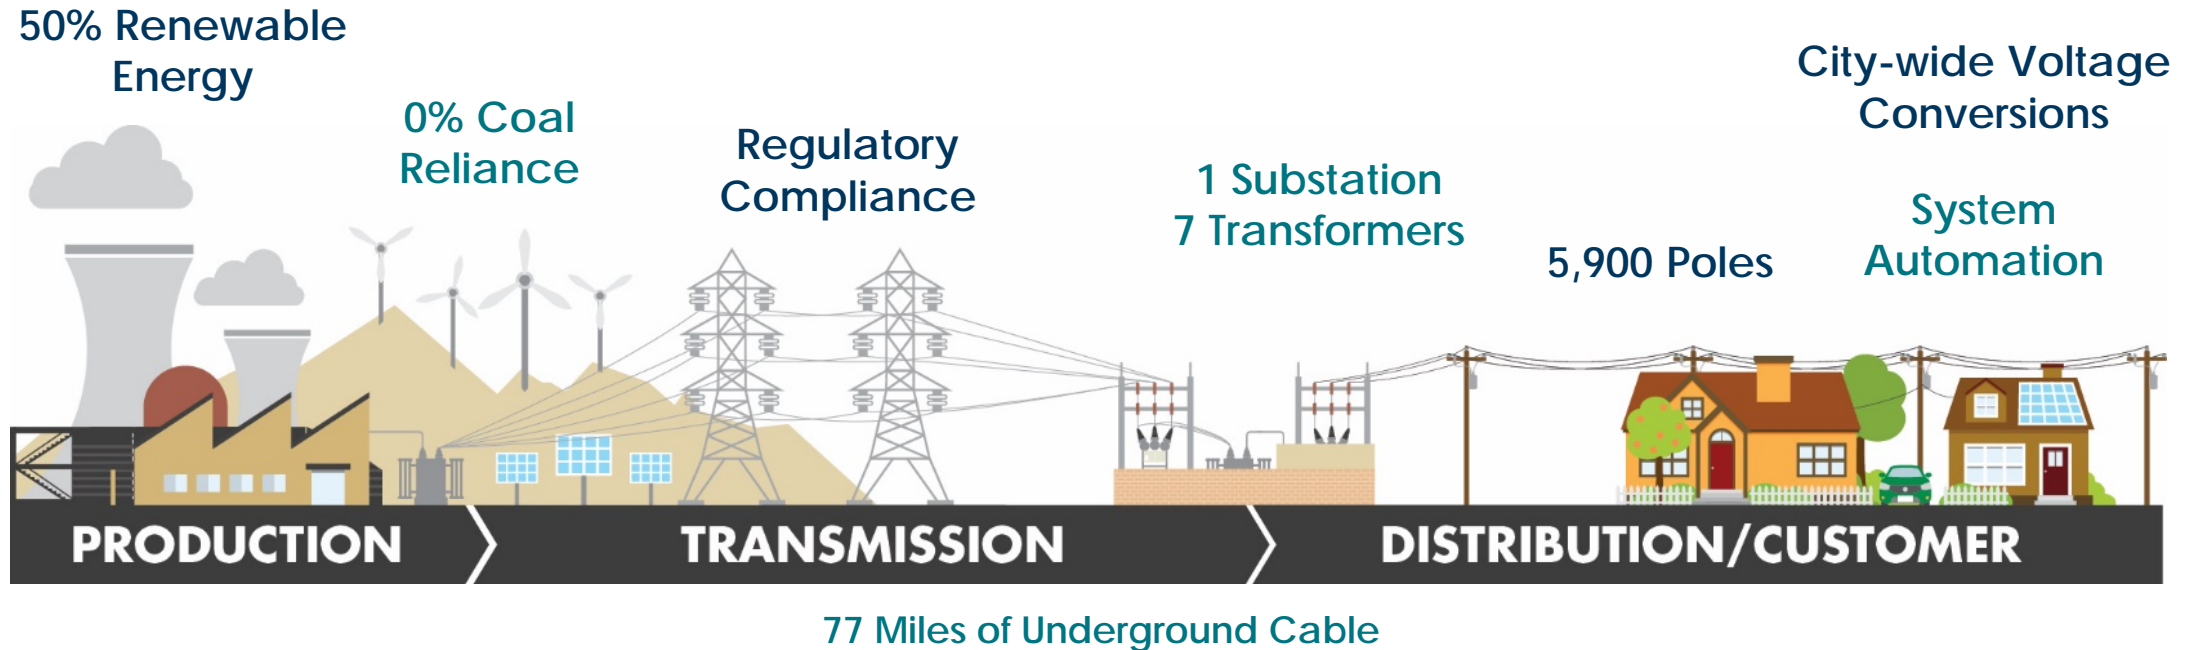 50% Renewable
Energy
0% Coal
Reliance
Regulatory
Compliance
1 Substation
7 Transformers
5,900 Poles
City-wide Voltage
Conversions
System
Automation
PRODUCTION
TRANSMISSION
DISTRIBUTION/CUSTOMER
77 Miles of Underground Cable